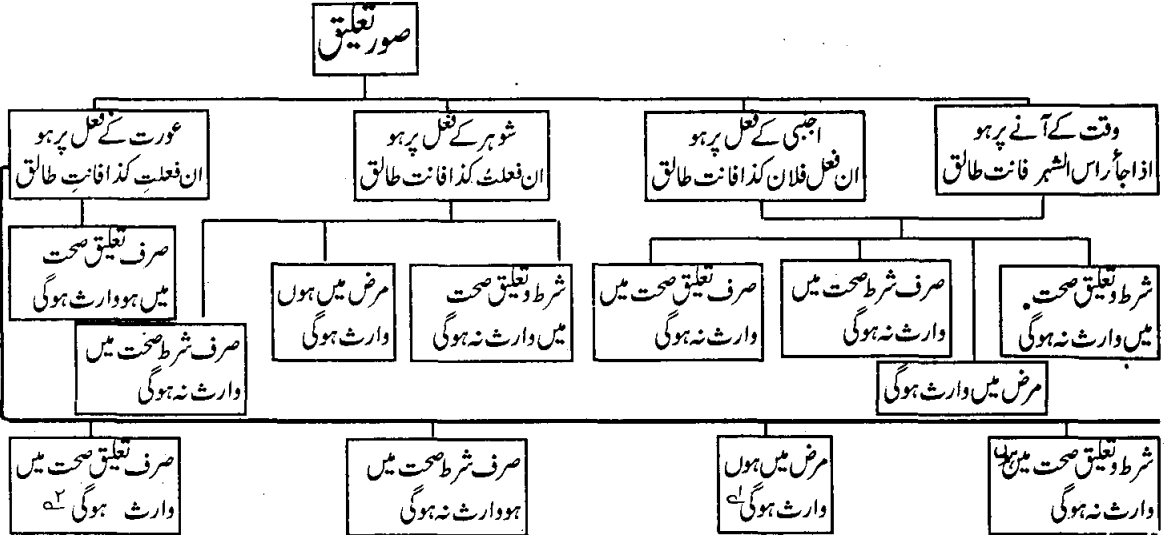 صور تعلیق
وقت کے آنے پر ہو
اذا جأ راس الشہر فانت طالق
اجنبی کے فعل پر ہو
ان فعل فلان کذا فانت طالق
شوہر کے فعل پر ہو
ان فعلتُ کذا فانت طالق
عورت کے فعل پر ہو
ان فعلتِ کذا فانتِ طالق
شرط و تعلیق صحت
میں وارث نہ ہوگی
مرض میں وارث ہوگی
صرف شرط صحت میں
وارث نہ ہوگی
صرف تعلیق صحت میں
وارث نہ ہوگی
شرط و تعلیق صحت
میں وارث نہ ہوگی
مرض میں ہوں
وارث ہوگی
صرف شرط صحت میں
وارث نہ ہوگی
صرف تعلیق صحت
میں ہو وارث ہوگی
شرط و تعلیق صحت میں ہوں
وارث نہ ہوگی
مرض میں ہوں
وارث ہوگی ۱؎
صرف شرط صحت میں
ہو وارث نہ ہوگی
صرف تعلیق صحت میں
وارث ہوگی ۲؎